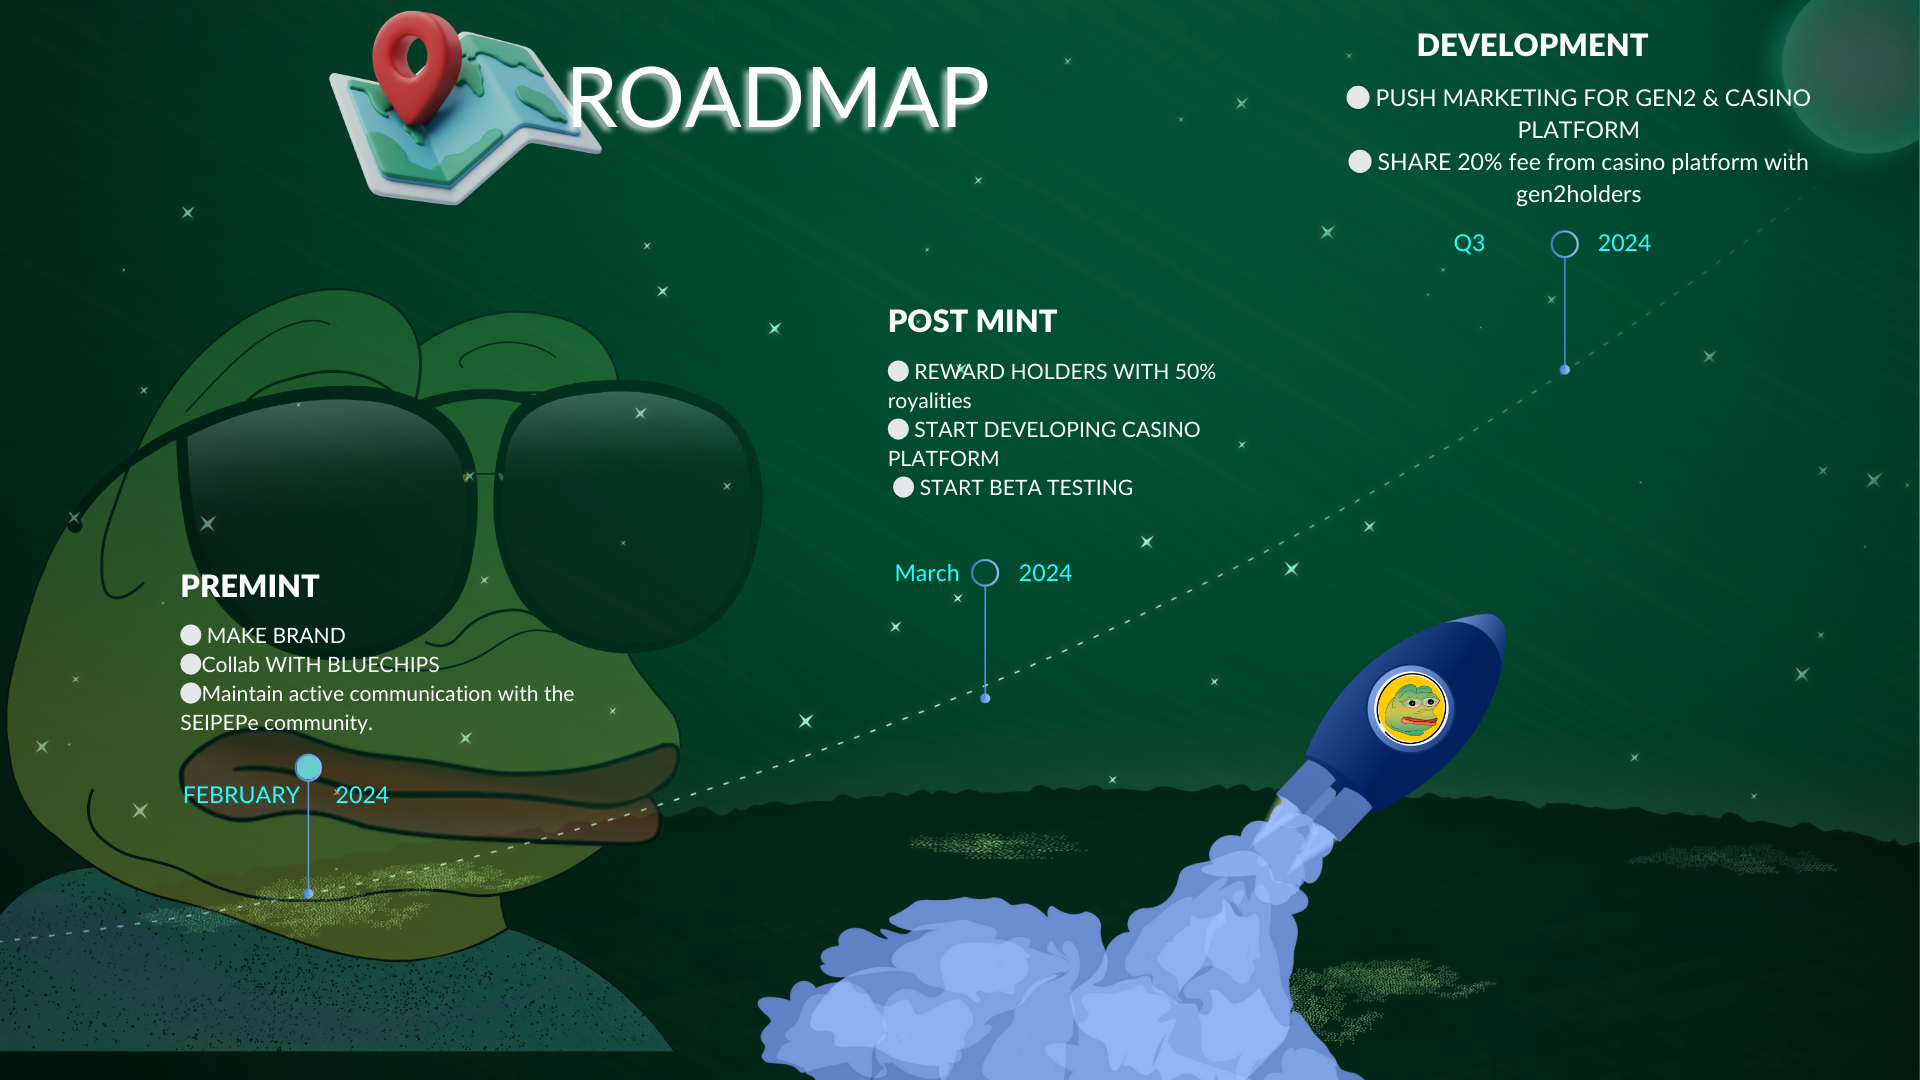 ROADMAP
DEVELOPMENT
PUSH MARKETING FOR GEN2 & CASINO
PLATFORM
SHARE 20% fee from casino platform with
gen2holders
Q3 2024
POST MINT
REWARD HOLDERS WITH 50%
royalities
START DEVELOPING CASINO
PLATFORM
START BETA TESTING
March 2024
PREMINT
MAKE BRAND
Collab WITH BLUECHIPS
Maintain active communication with the
SEIPEPe community.
FEBRUARY 2024